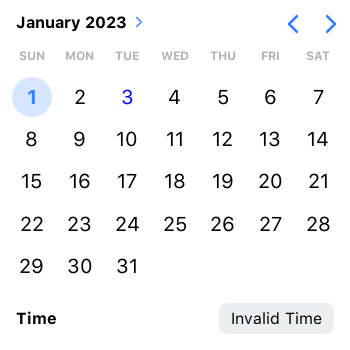 January 2023
SUN MON TUE WED THU FRI SAT
1 2 3 4 5 6 7
8 9 10 11 12 13 14
15 16 17 18 19 20 21
22 23 24 25 26 27 28
29 30 31
Time Invalid Time